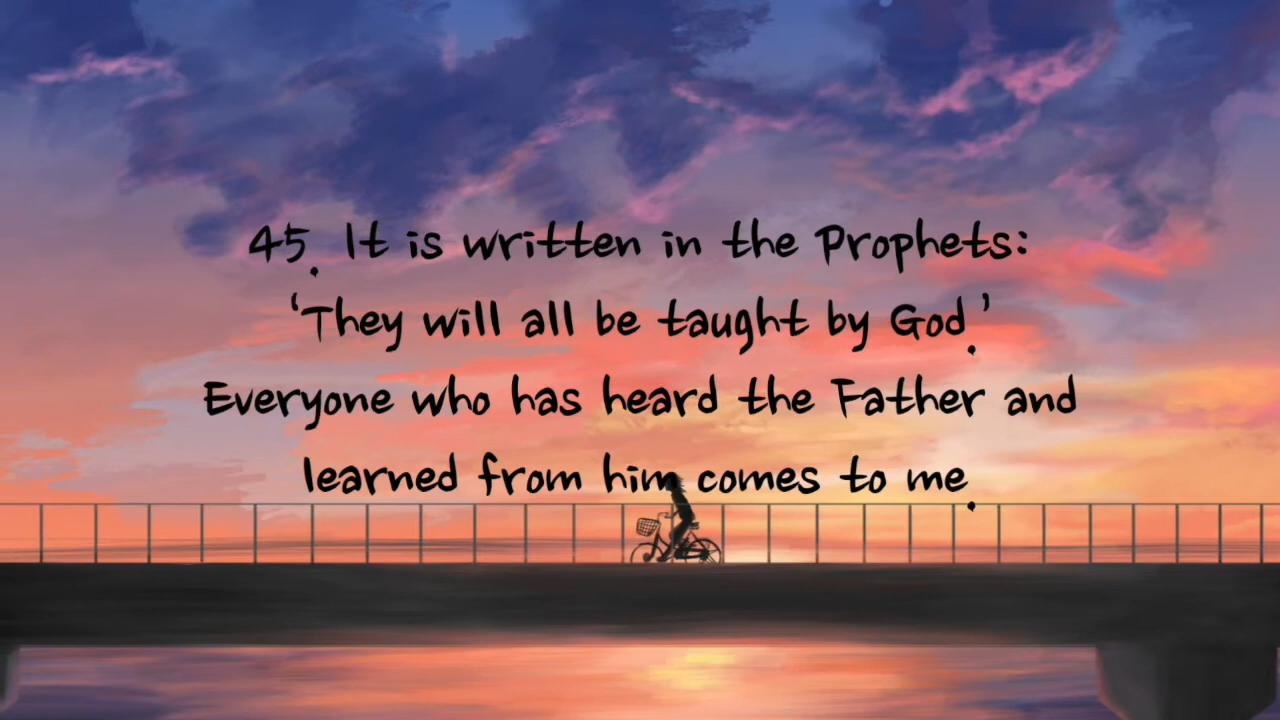 45. It is written in the Prophets:
‘They will all be taught by God.’
Everyone who has heard the Father and
learned from him comes to me.